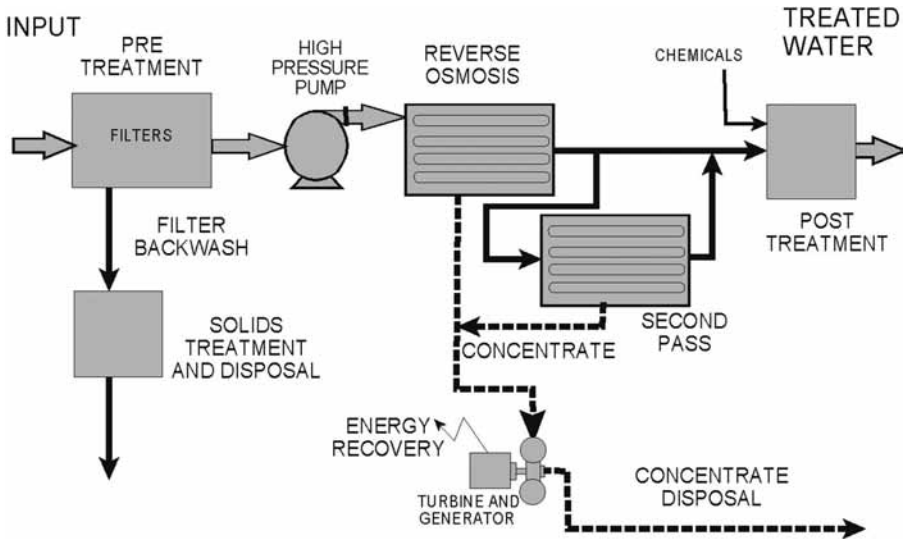 INPUT
PRE
TREATMENT
FILTERS
HIGH
PRESSURE
PUMP
REVERSE
OSMOSIS
CHEMICALS
TREATED
WATER
FILTER
BACKWASH
POST
TREATMENT
SOLIDS
TREATMENT
AND DISPOSAL
CONCENTRATE
SECOND
PASS
ENERGY
RECOVERY
TURBINE AND
GENERATOR
CONCENTRATE
DISPOSAL